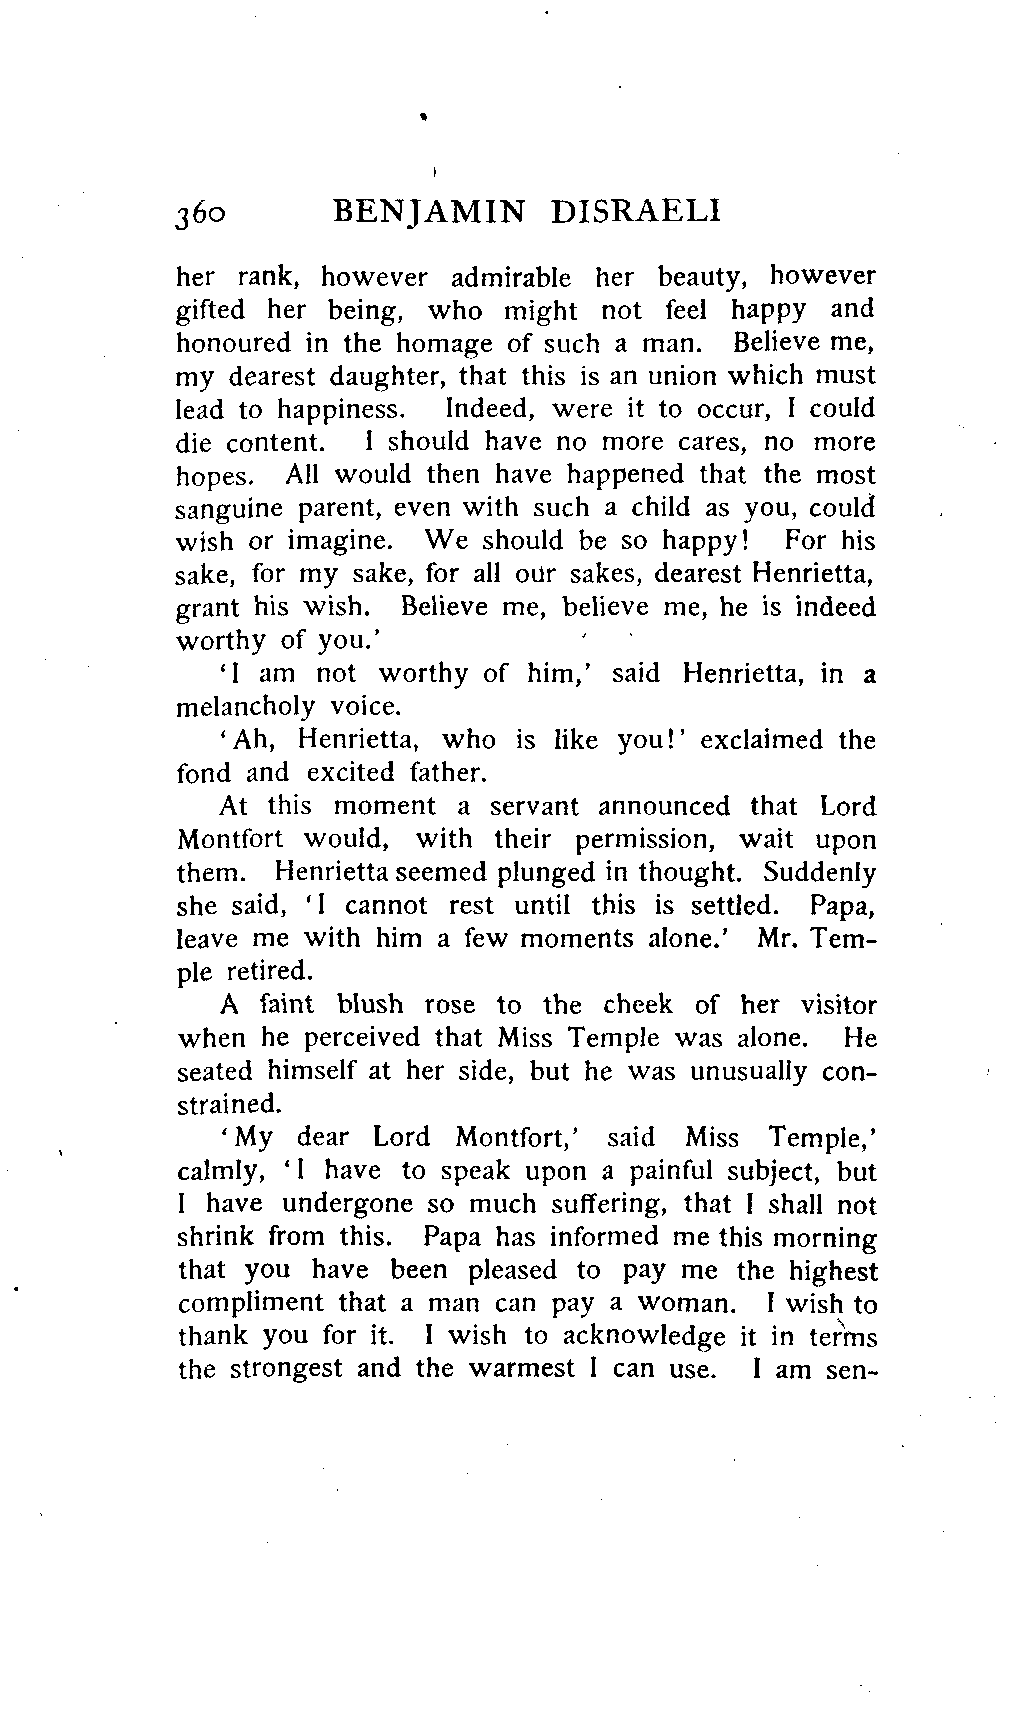 360 BENJAMIN DISRAELI
her rank, however admirable her beauty, however
gifted her being, who might not feel happy and
honoured in the homage of such a man. Believe me,
my dearest daughter, that this is an union which must
lead to happiness. Indeed, were it to occur, I could
die content. I should have no more cares, no more
hopes. All would then have happened that the most
sanguine parent, even with such a child as you, could
wish or imagine. We should be so happy! For his
sake, for my sake, for all our sakes, dearest Henrietta,
grant his wish. Believe me, believe me, he is indeed
worthy of you.'
'I am not worthy of him,' said Henrietta, in a
melancholy voice.
'Ah, Henrietta, who is like you!' exclaimed the
fond and excited father.
At this moment a servant announced that Lord
Montfort would, with their permission, wait upon
them. Henrietta seemed plunged in thought. Suddenly
she said, 'I cannot rest until this is settled. Papa,
leave me with him a few moments alone.' Mr. Tem-
ple retired.
A faint blush rose to the cheek of her visitor
when he perceived that Miss Temple was alone. He
seated himself at her side, but he was unusually con-
strained.
'My dear Lord Montfort,' said Miss Temple,'
calmly, 'I have to speak upon a painful subject, but
I have undergone so much suffering, that I shall not
shrink from this. Papa has informed me this morning
that you have been pleased to pay me the highest
compliment that a man can pay a woman. I wish to
thank you for it. I wish to acknowledge it in terms
the strongest and the warmest I can use. I am sen-